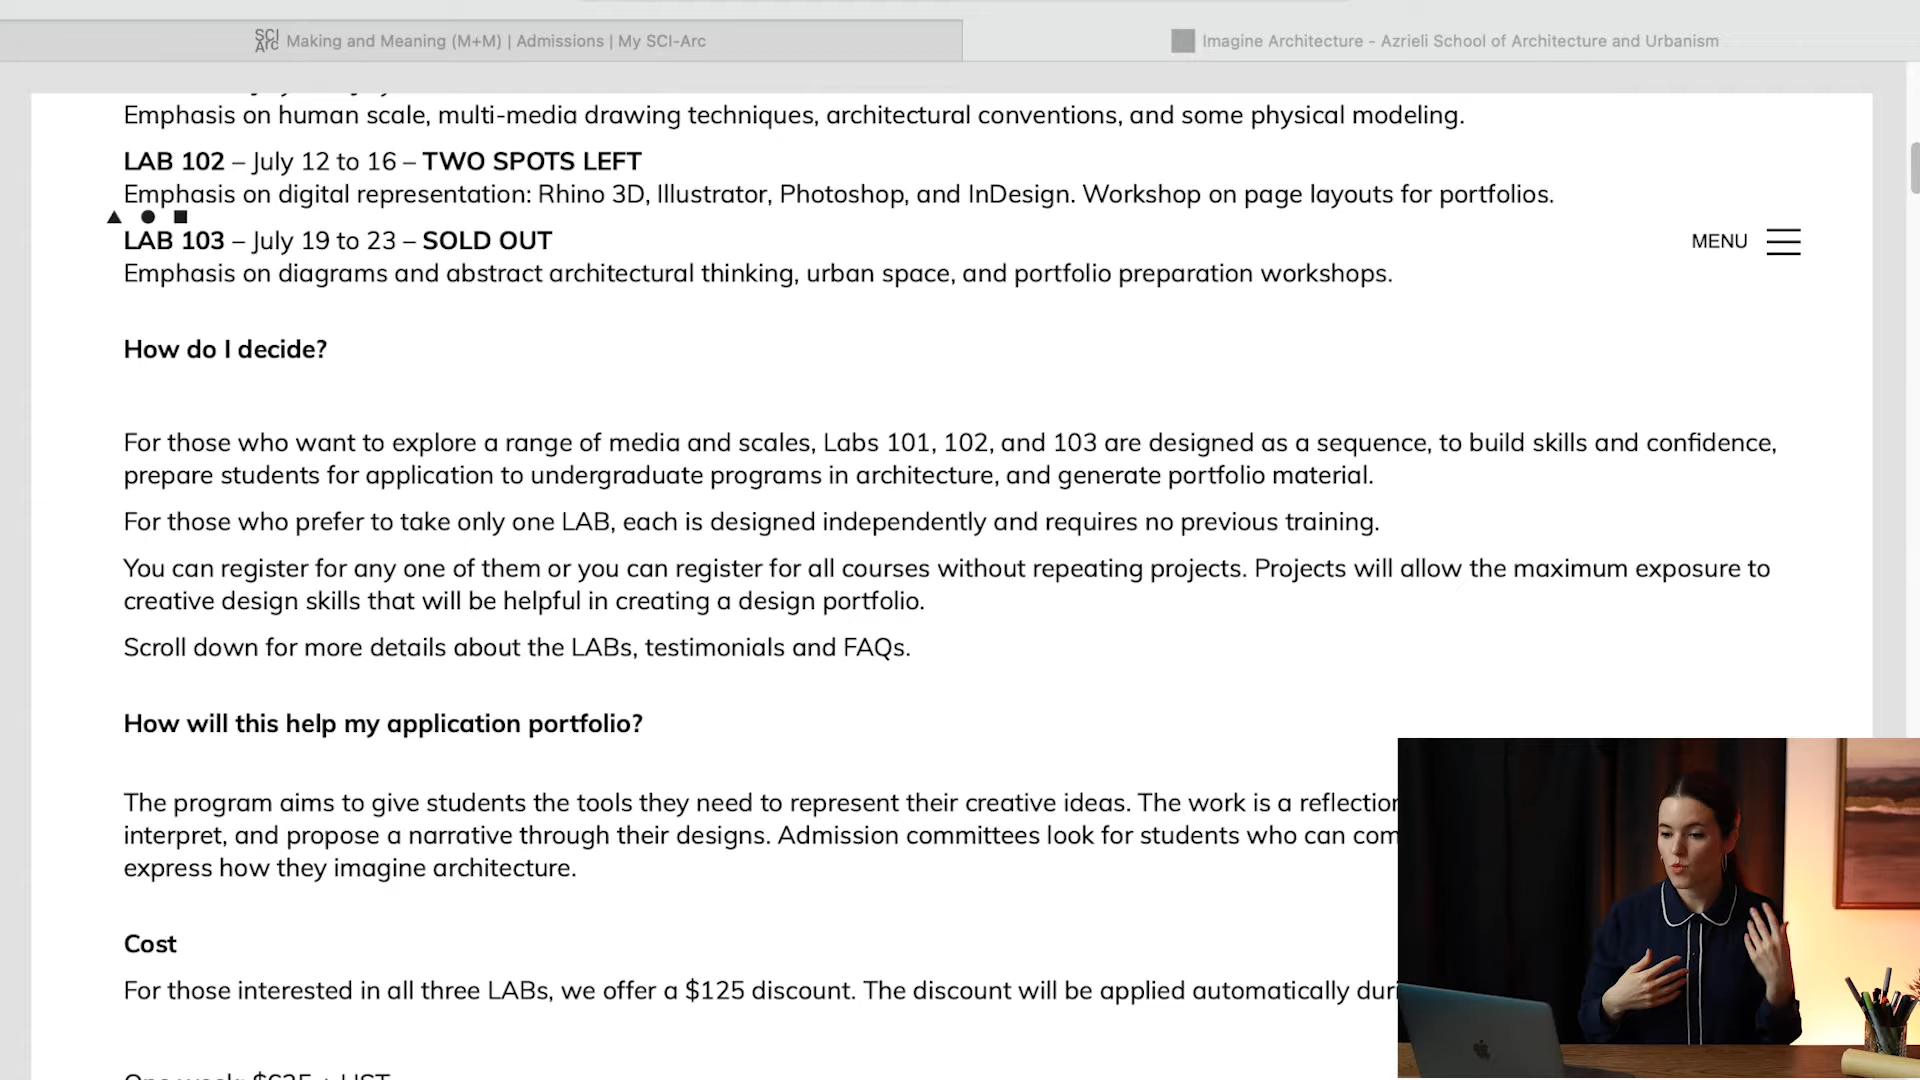 SCI
Arc
Making and Meaning (M+M) | Admissions | My SCI-Arc
Imagine Architecture - Azrieli School of Architecture and Urbanism
Emphasis on human scale, multi-media drawing techniques, architectural conventions, and some physical modeling.
LAB 102 – July 12 to 16 – TWO SPOTS LEFT
Emphasis on digital representation: Rhino 3D, Illustrator, Photoshop, and InDesign. Workshop on page layouts for portfolios.
LAB 103 – July 19 to 23 – SOLD OUT
MENU
Emphasis on diagrams and abstract architectural thinking, urban space, and portfolio preparation workshops.
How do I decide?
For those who want to explore a range of media and scales, Labs 101, 102, and 103 are designed as a sequence, to build skills and confidence,
prepare students for application to undergraduate programs in architecture, and generate portfolio material.
For those who prefer to take only one LAB, each is designed independently and requires no previous training.
You can register for any one of them or you can register for all courses without repeating projects. Projects will allow the maximum exposure to
creative design skills that will be helpful in creating a design portfolio.
Scroll down for more details about the LABs, testimonials and FAQs.
How will this help my application portfolio?
The program aims to give students the tools they need to represent their creative ideas. The work is a reflection
interpret, and propose a narrative through their designs. Admission committees look for students who can com
express how they imagine architecture.
Cost
For those interested in all three LABs, we offer a $125 discount. The discount will be applied automatically duri